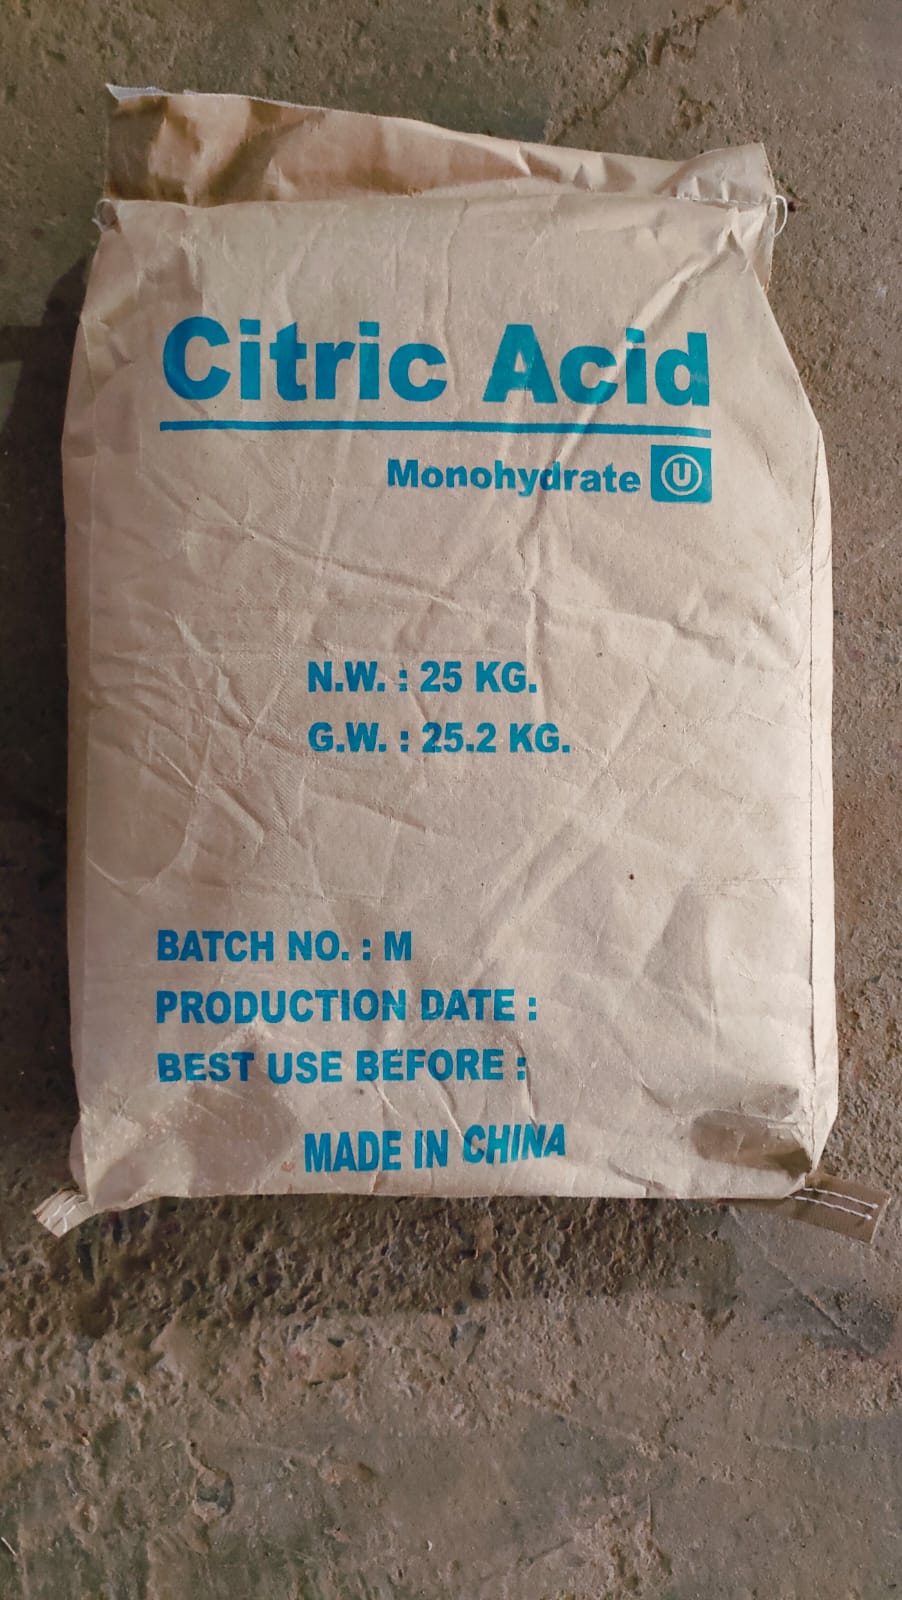 Citric Acid
Monohydrate U
N.W. : 25 KG.
G.W. : 25.2 KG.
BATCH NO. : M
PRODUCTION DATE :
BEST USE BEFORE :
MADE IN CHINA